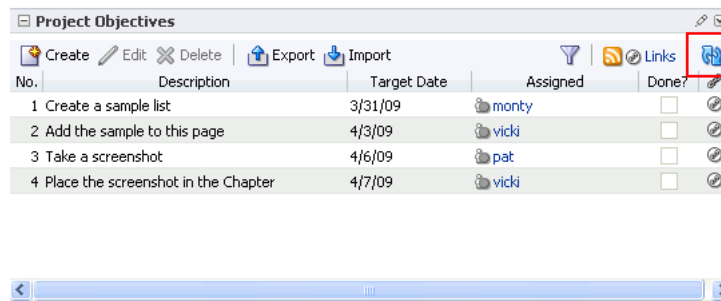 Project Objectives
Create Edit Delete Export Import Links
No. Description Target Date Assigned Done?
1 Create a sample list 3/31/09 monty
2 Add the sample to this page 4/3/09 vicki
3 Take a screenshot 4/6/09 pat
4 Place the screenshot in the Chapter 4/7/09 vicki